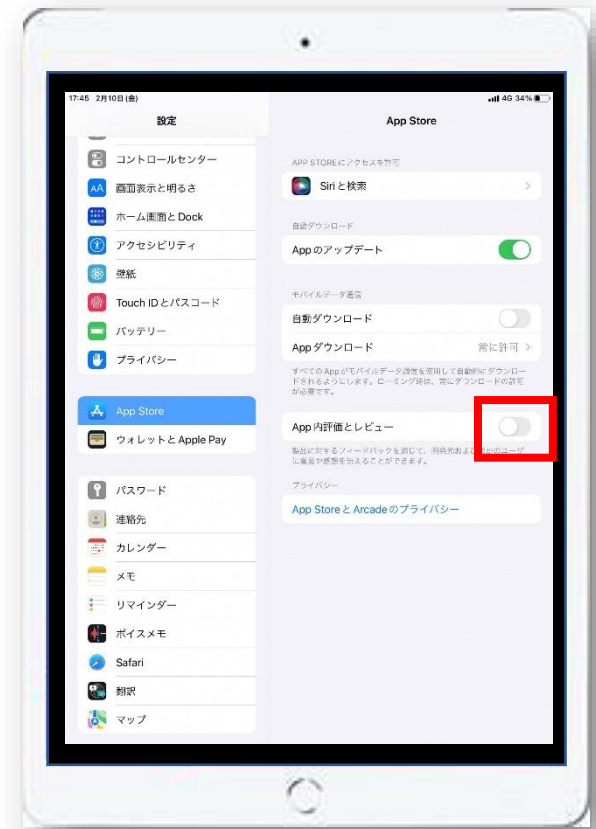 17:45 2月10日(金)
4G 34%
設定
コントロールセンター
AA 画面表示と明るさ
ホーム画面とDock
アクセシビリティ
壁紙
Touch IDとパスコード
バッテリー
プライバシー
App Store
ウォレットとApple Pay
パスワード
連絡先
カレンダー
メモ
リマインダー
ボイスメモ
Safari
翻訳
マップ
App Store
APP STOREにアクセスを許可
Siriと検索
自動ダウンロード
Appのアップデート
モバイルデータ通信
自動ダウンロード
Appダウンロード 常に許可
すべてのAppがモバイルデータ通信を使用して自動的にダウンロー
ドされるようにします。ローミング時は、常にダウンロードの許可
が必要です。
App内評価とレビュー
製品に対するフィードバックを通じて、開発元およびほかのユーザ
に意見や感想を伝えることができます。
プライバシー
App StoreとArcadeのプライバシー